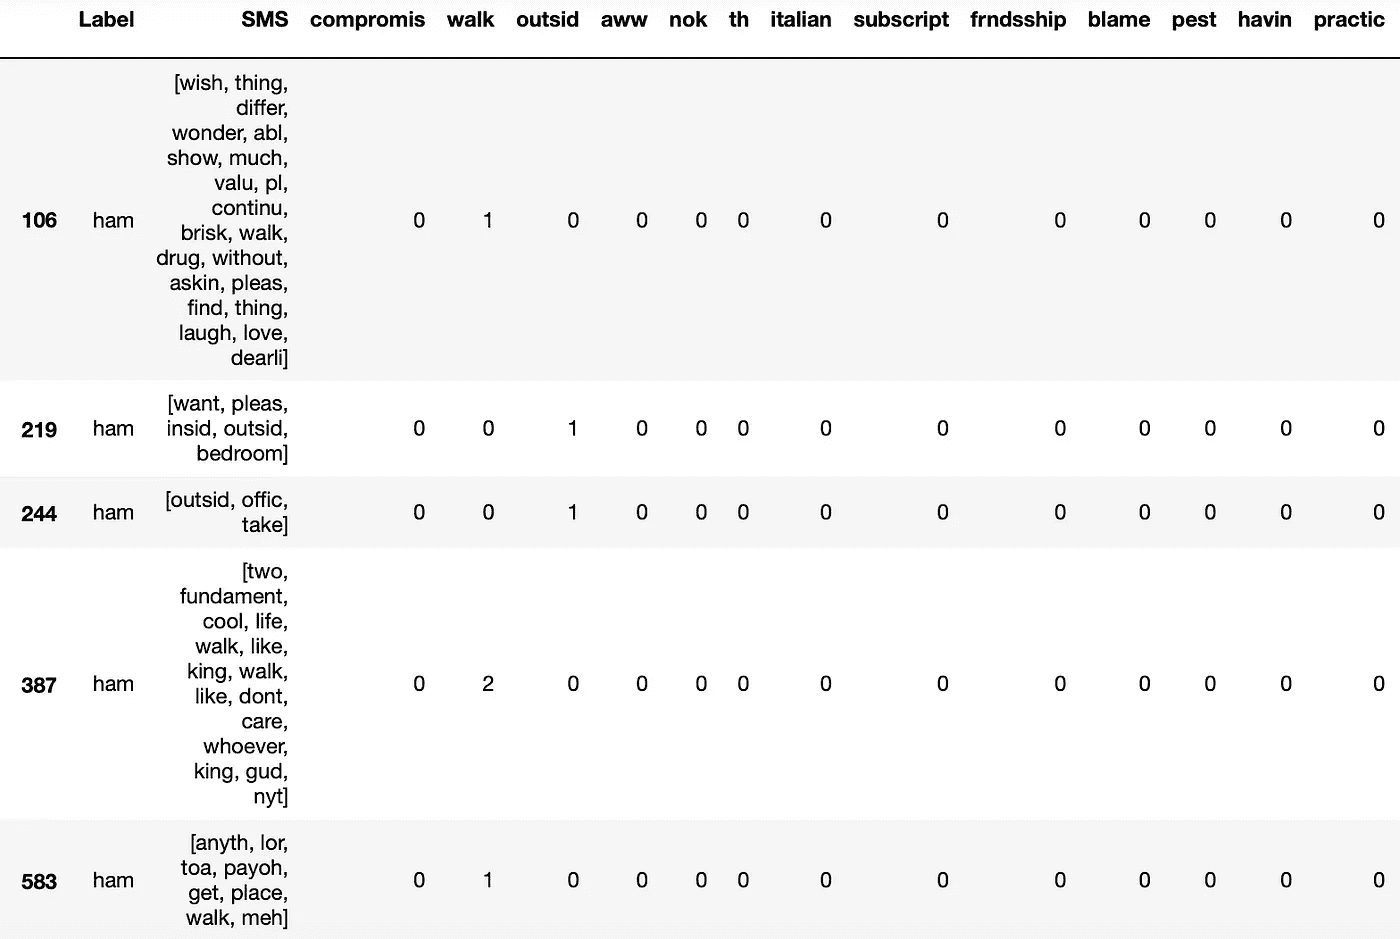 Label SMS compromis walk outsid aww nok th italian subscript frndsship blame pest havin practic
[wish, thing,
differ,
wonder, abl,
show, much,
valu, pl,
continu,
106 ham brisk, walk, 0 1 0 0 0 0 0 0 0 0 0 0 0
drug, without,
askin, pleas,
find, thing,
laugh, love,
dearli]
[want, pleas,
219 ham insid, outsid, 0 0 1 0 0 0 0 0 0 0 0 0 0
bedroom]
244 ham [outsid, offic, 0 0 1 0 0 0 0 0 0 0 0 0 0
take]
[two,
fundament,
cool, life,
walk, like,
387 ham king, walk, 0 2 0 0 0 0 0 0 0 0 0 0 0
like, dont,
care,
whoever,
king, gud,
nyt]
[anyth, lor,
583 ham toa, payoh, 0 1 0 0 0 0 0 0 0 0 0 0 0
get, place,
walk, meh]